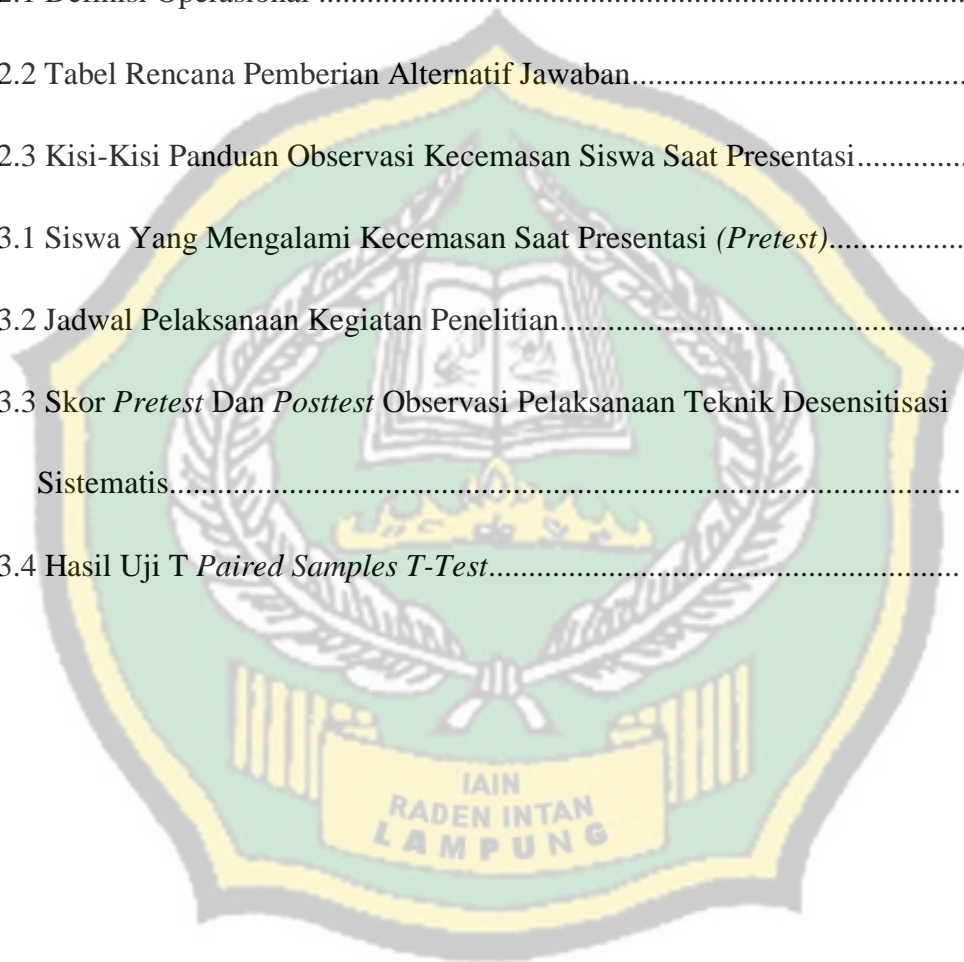 2.1 Definisi Operasional ....................................................................................
2.2 Tabel Rencana Pemberian Alternatif Jawaban.......................................
2.3 Kisi-Kisi Panduan Observasi Kecemasan Siswa Saat Presentasi.............
3.1 Siswa Yang Mengalami Kecemasan Saat Presentasi (Pretest)................
3.2 Jadwal Pelaksanaan Kegiatan Penelitian...............................................
3.3 Skor Pretest Dan Posttest Observasi Pelaksanaan Teknik Desensitisasi
Sistematis..............................................................................................
3.4 Hasil Uji T Paired Samples T-Test.........................................................
IAIN
RADEN INTAN
LAMPUNG